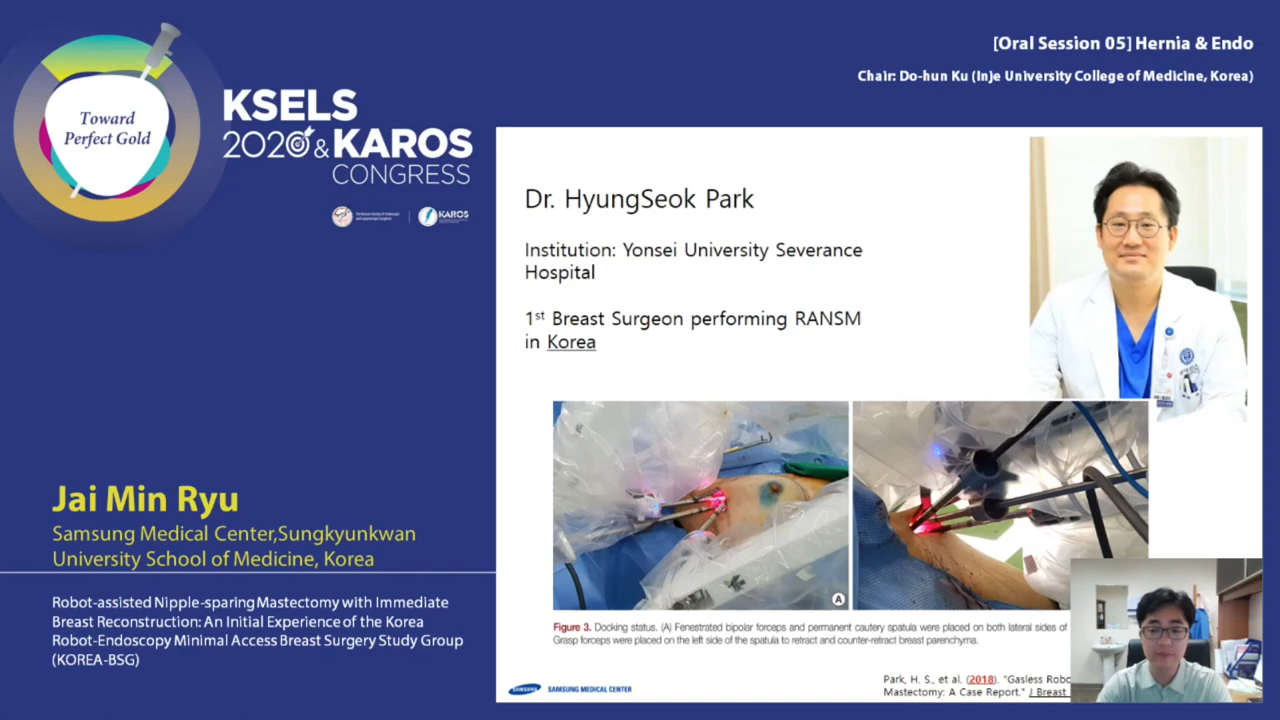 Toward
Perfect Gold
KSELS
2020 & KAROS
CONGRESS
KAROS
[Oral Session 05] Hernia & Endo
Chair: Do-hun Ku (Inje University College of Medicine, Korea)
Dr. HyungSeok Park
Institution: Yonsei University Severance
Hospital
1st Breast Surgeon performing RANSM
in Korea
A
Figure 3. Docking status. (A) Fenestrated bipolar forceps and permanent cautery spatula were placed on both lateral sides of
Grasp forceps were placed on the left side of the spatula to retract and counter-retract breast parenchyma.
Park, H. S., et al. (2018). "Gasless Robo
Mastectomy: A Case Report." J Breast
SAMSUNG SAMSUNG MEDICAL CENTER
Jai Min Ryu
Samsung Medical Center,Sungkyunkwan
University School of Medicine, Korea
Robot-assisted Nipple-sparing Mastectomy with Immediate
Breast Reconstruction: An Initial Experience of the Korea
Robot-Endoscopy Minimal Access Breast Surgery Study Group
(KOREA-BSG)